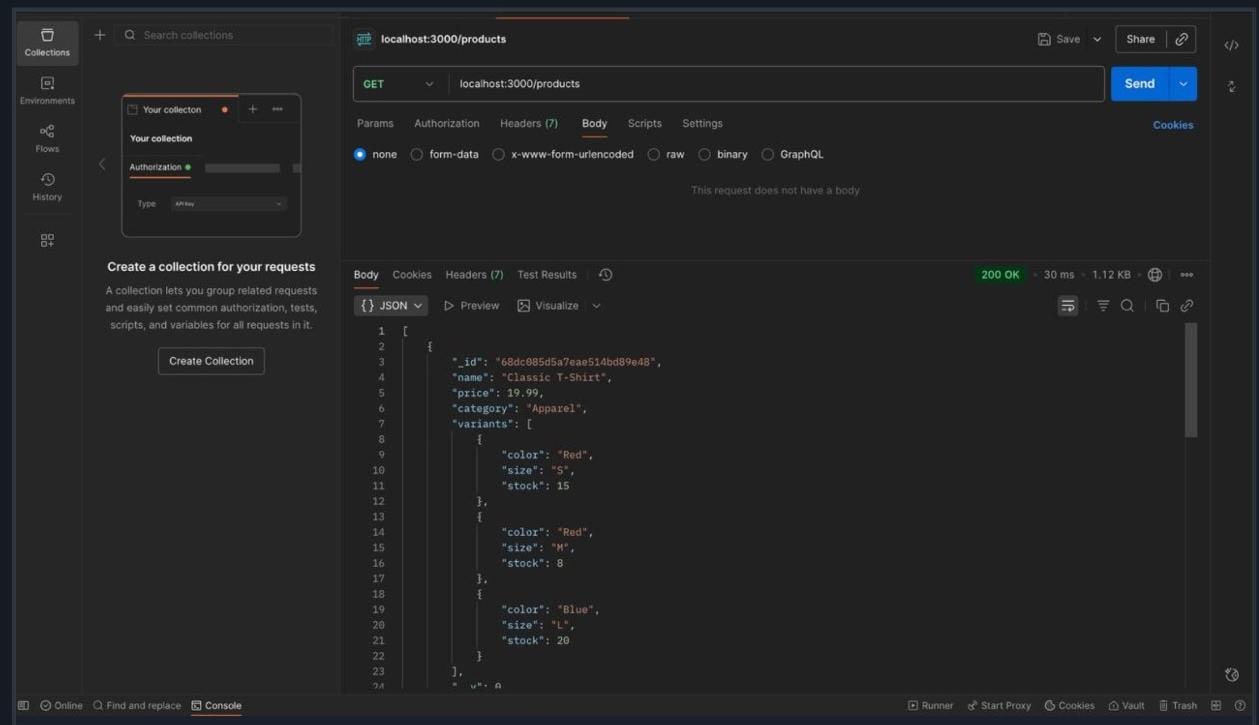 Collections
Environments
Flows
History
Search collections
Your collecton
Your collection
Authorization
Type
API Key
Create a collection for your requests
A collection lets you group related requests
and easily set common authorization, tests,
scripts, and variables for all requests in it.
Create Collection
HTTP localhost:3000/products
Save
Share
GET localhost:3000/products
Send
Params Authorization Headers (7) Body Scripts Settings
Cookies
none form-data x-www-form-urlencoded raw binary GraphQL
This request does not have a body
Body Cookies Headers (7) Test Results
200 OK 30 ms 1.12 KB
{} JSON Preview Visualize
1 [
2 {
3 "_id": "68dc085d5a7eae514bd89e48",
4 "name": "Classic T-Shirt",
5 "price": 19.99,
6 "category": "Apparel",
7 "variants": [
8 {
9 "color": "Red",
10 "size": "S",
11 "stock": 15
12 },
13 {
14 "color": "Red",
15 "size": "M",
16 "stock": 8
17 },
18 {
19 "color": "Blue",
20 "size": "L",
21 "stock": 20
22 }
23 ],
24 "__v": 0
Online Find and replace Console
Runner Start Proxy Cookies Vault Trash